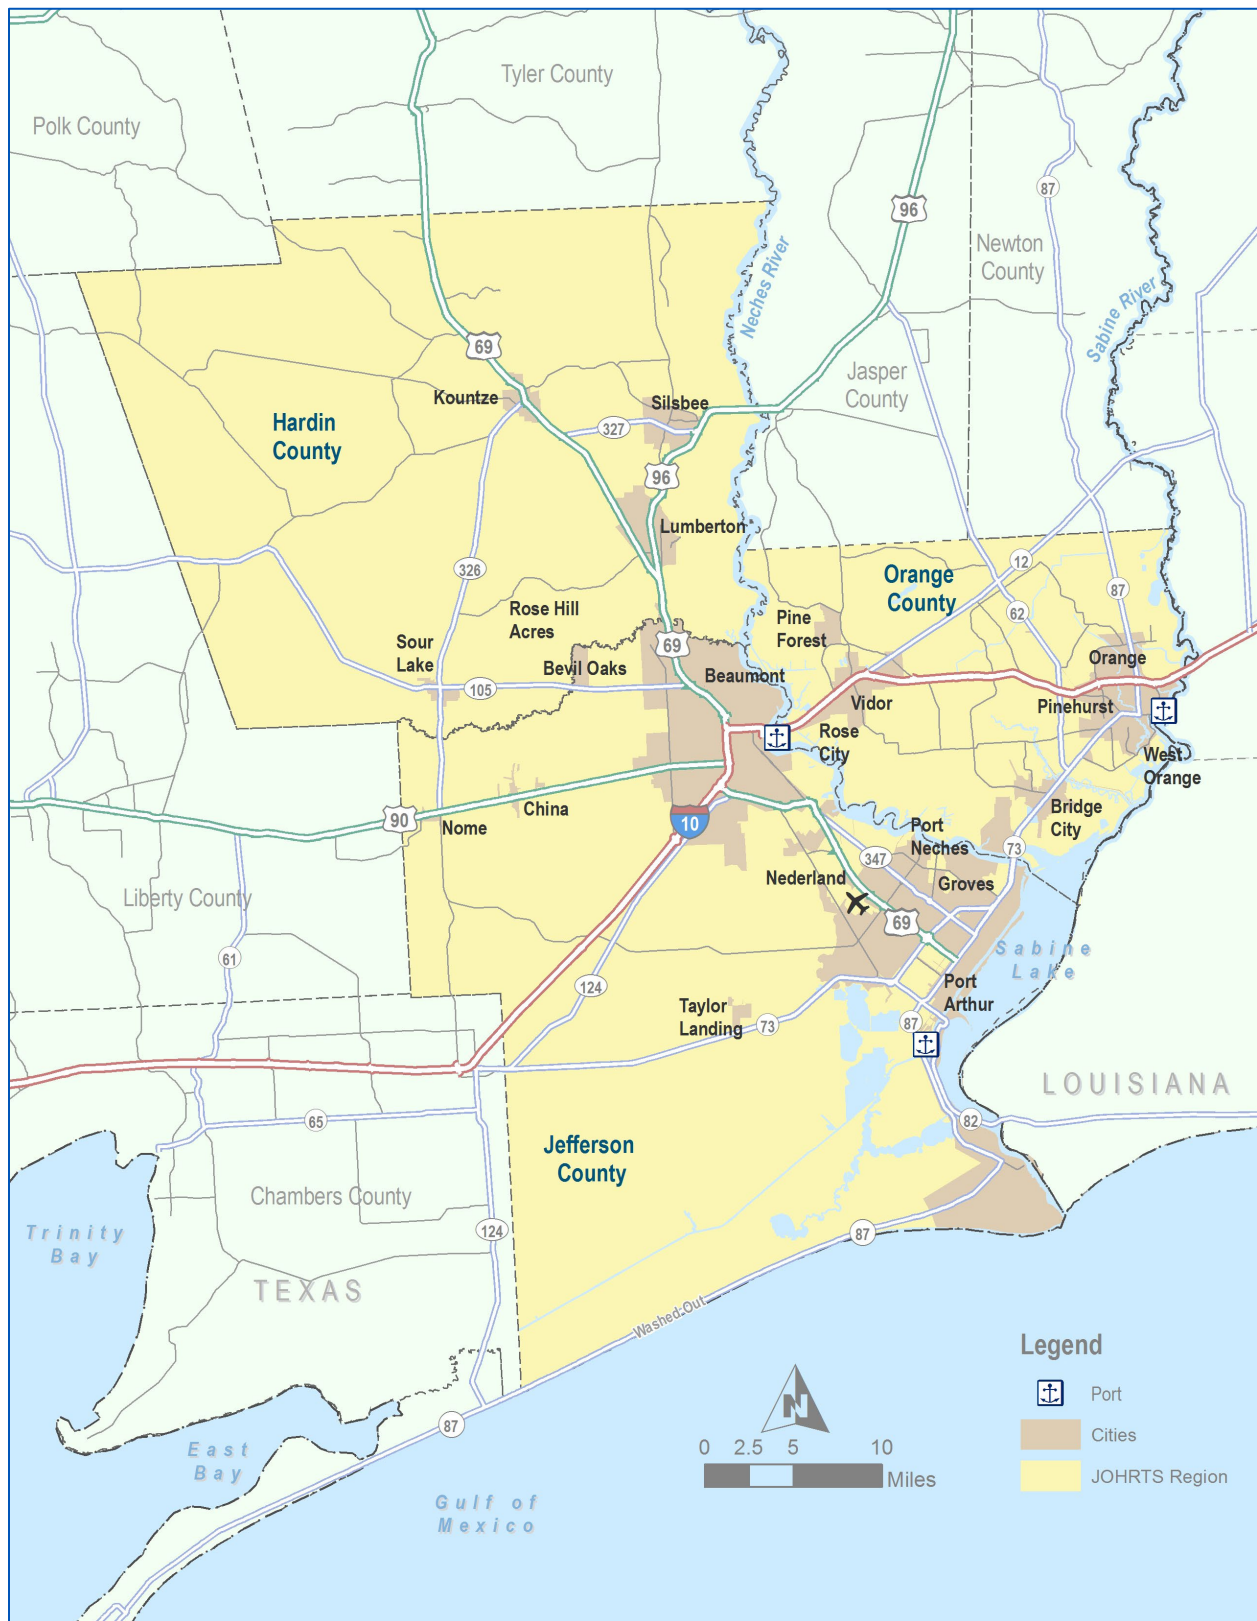 Tyler County
Polk County
87
96
Newton
County
Neches River
Sabine River
69
Jasper
County
Kountze
Silsbee
Hardin
County
327
96
Lumberton
12
326
Orange
County
87
Rose Hill
Acres
62
Pine
Forest
Sour
Lake
69
Bevil Oaks
Beaumont
Orange
105
Vidor
Pinehurst
Rose
City
West
Orange
China
90
Nome
10
Bridge
City
Port
Neches
347
73
Nederland
Groves
Liberty County
69
61
Sabine
Lake
124
Port
Arthur
Taylor
Landing
73
87
LOUISIANA
65
82
Jefferson
County
Chambers County
Trinity
Bay
124
87
TEXAS
Washed Out
Legend
Port
Cities
JOHRTS Region
N
0 2.5 5 10
Miles
87
East
Bay
Gulf of
Mexico